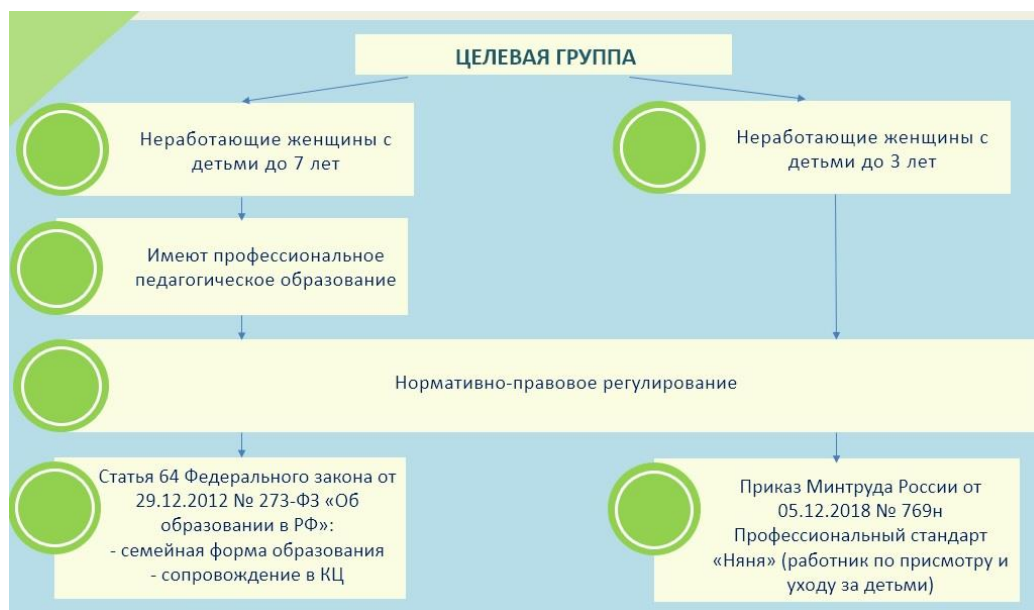 ЦЕЛЕВАЯ ГРУППА
Неработающие женщины с
детьми до 7 лет
Неработающие женщины с
детьми до 3 лет
Имеют профессиональное
педагогическое образование
Нормативно-правовое регулирование
Статья 64 Федерального закона от
29.12.2012 № 273-ФЗ «Об
образовании в РФ»:
- семейная форма образования
- сопровождение в КЦ
Приказ Минтруда России от
05.12.2018 № 769н
Профессиональный стандарт
«Няня» (работник по присмотру и
уходу за детьми)